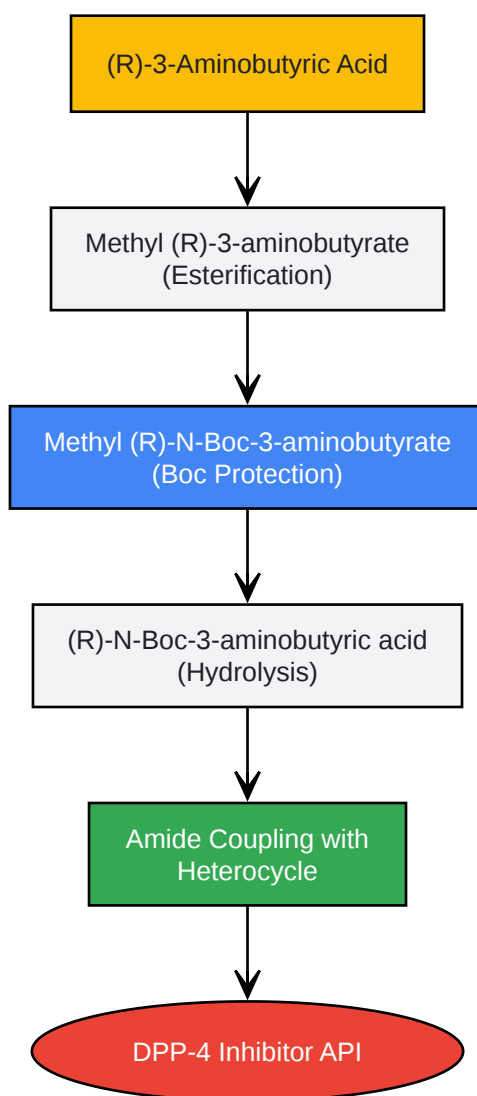 (R)-3-Aminobutyric Acid
Methyl (R)-3-aminobutyrate
(Esterification)
Methyl (R)-N-Boc-3-aminobutyrate
(Boc Protection)
(R)-N-Boc-3-aminobutyric acid
(Hydrolysis)
Amide Coupling with
Heterocycle
DPP-4 Inhibitor API